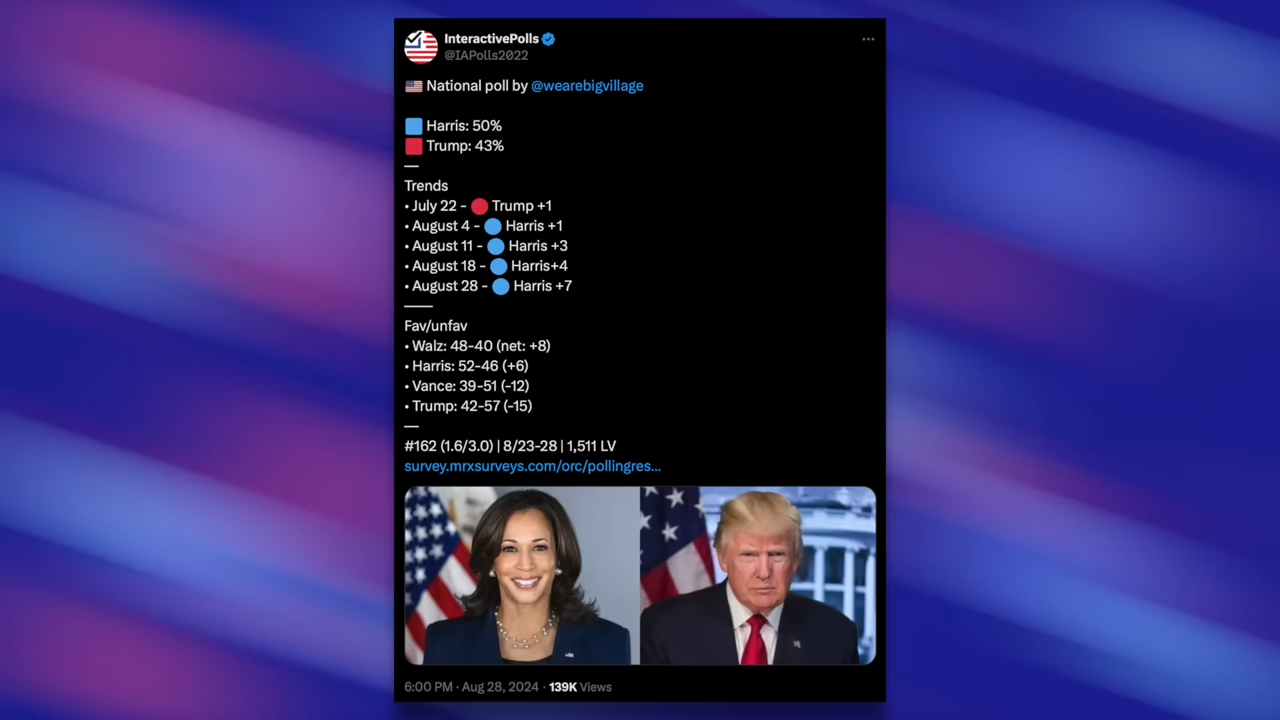 InteractivePolls
@IAPolls2022
National poll by @wearebigvillage
Harris: 50%
Trump: 43%
—
Trends
• July 22 - 🔴 Trump +1
• August 4 - 🔵 Harris +1
• August 11 - 🔵 Harris +3
• August 18 - 🔵 Harris+4
• August 28 - 🔵 Harris +7
——
Fav/unfav
• Walz: 48-40 (net: +8)
• Harris: 52-46 (+6)
• Vance: 39-51 (-12)
• Trump: 42-57 (-15)
—
#162 (1.6/3.0) | 8/23-28 | 1,511 LV
survey.mrxsurveys.com/orc/pollingres...
6:00 PM · Aug 28, 2024 · 139K Views